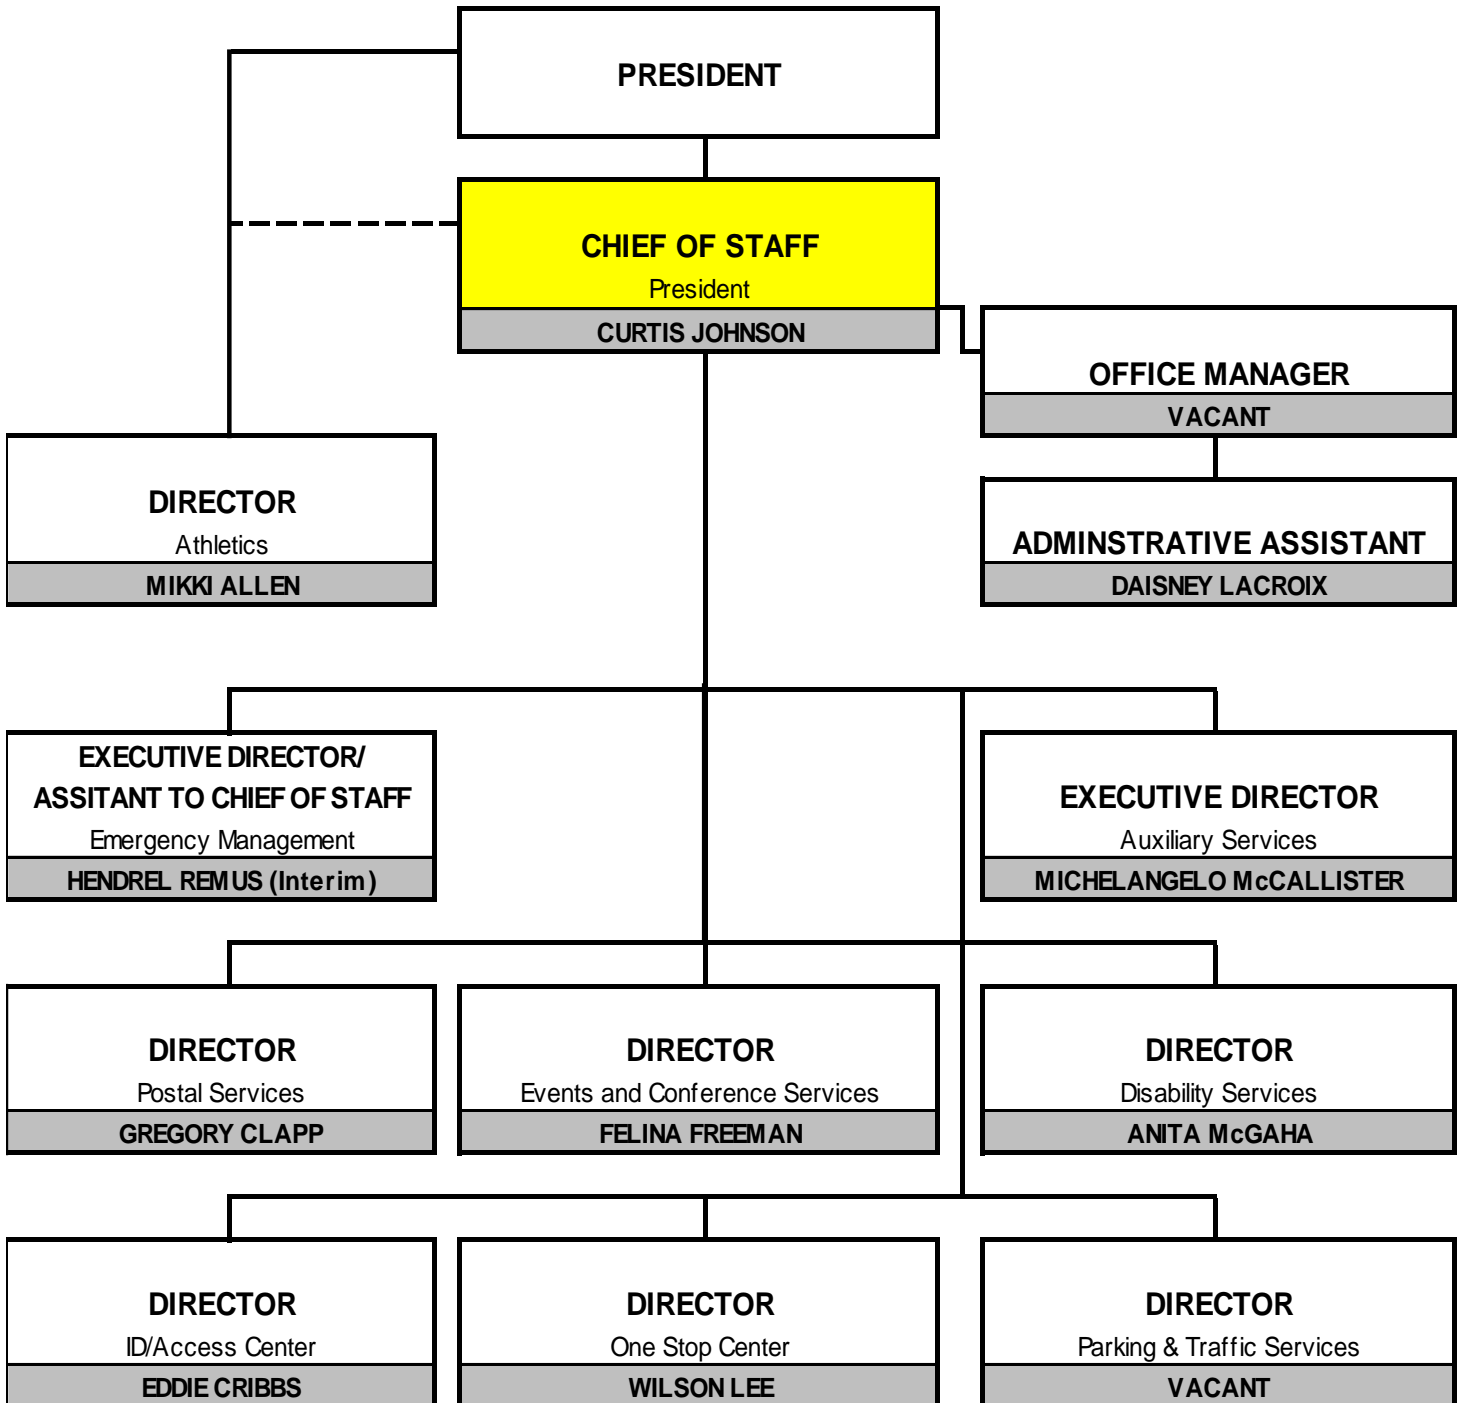 PRESIDENT
CHIEF OF STAFF
President
CURTIS JOHNSON
OFFICE MANAGER
VACANT
DIRECTOR
Athletics
MIKKI ALLEN
ADMINSTRATIVE ASSISTANT
DAISNEY LACROIX
EXECUTIVE DIRECTOR/
ASSITANT TO CHIEF OF STAFF
Emergency Management
HENDREL REMUS (Interim)
EXECUTIVE DIRECTOR
Auxiliary Services
MICHELANGELO McCALLISTER
DIRECTOR
Postal Services
GREGORY CLAPP
DIRECTOR
Events and Conference Services
FELINA FREEMAN
DIRECTOR
Disability Services
ANITA McGAHA
DIRECTOR
ID/Access Center
EDDIE CRIBBS
DIRECTOR
One Stop Center
WILSON LEE
DIRECTOR
Parking & Traffic Services
VACANT